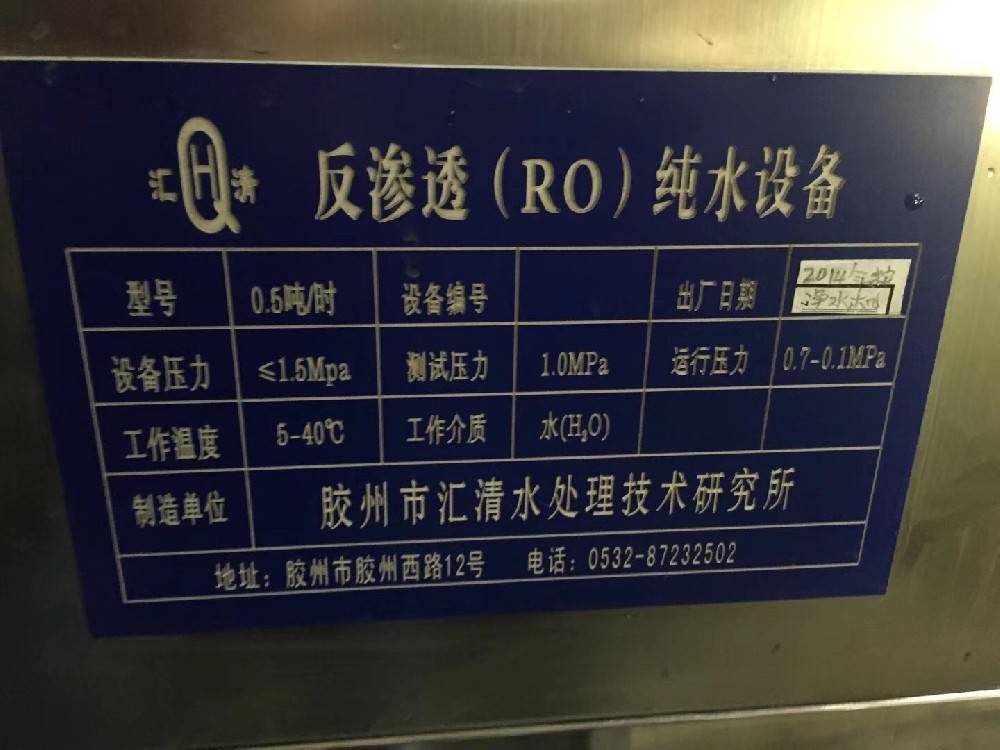 汇 HQ 清 反渗透（RO）纯水设备
型号 0.5吨/时 设备编号 出厂日期 2014年
设备压力 ≤1.5Mpa 测试压力 1.0MPa 运行压力 0.7-0.1MPa
工作温度 5-40℃ 工作介质 水(H₂O)
制造单位 胶州市汇清水处理技术研究所
地址：胶州市胶州西路12号 电话：0532-87232502